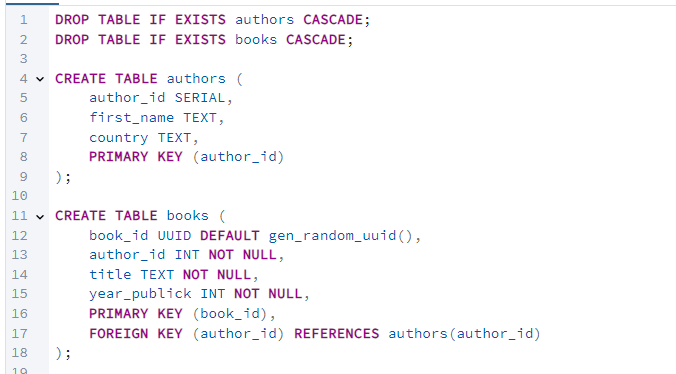 1 DROP TABLE IF EXISTS authors CASCADE;
2 DROP TABLE IF EXISTS books CASCADE;
3
4 CREATE TABLE authors (
5     author_id SERIAL,
6     first_name TEXT,
7     country TEXT,
8     PRIMARY KEY (author_id)
9 );
10
11 CREATE TABLE books (
12     book_id UUID DEFAULT gen_random_uuid(),
13     author_id INT NOT NULL,
14     title TEXT NOT NULL,
15     year_publick INT NOT NULL,
16     PRIMARY KEY (book_id),
17     FOREIGN KEY (author_id) REFERENCES authors(author_id)
18 );
19